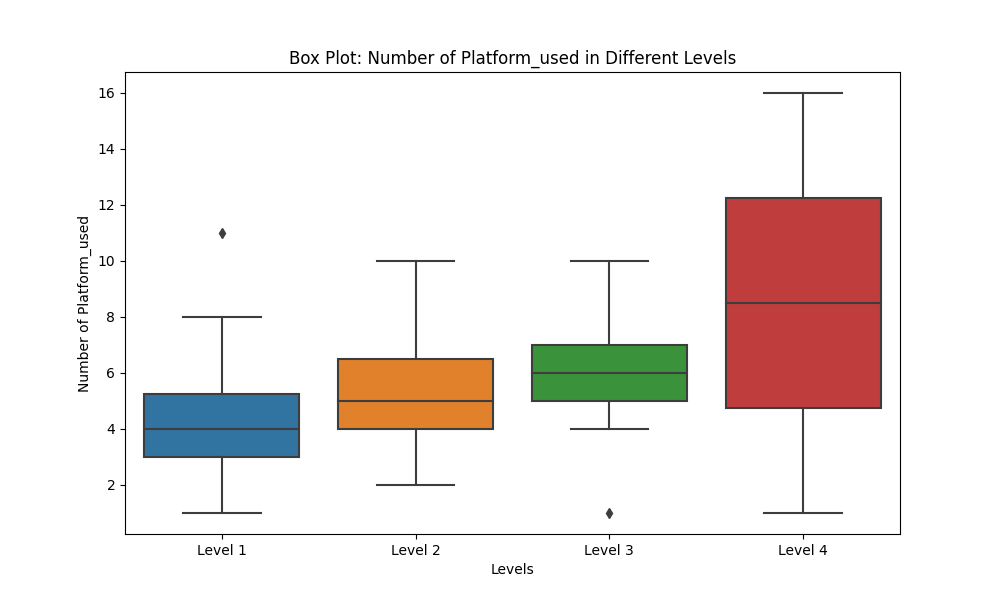 Box Plot: Number of Platform_used in Different Levels
Number of Platform_used
16
14
12
10
8
6
4
2
Level 1
Level 2
Level 3
Level 4
Levels